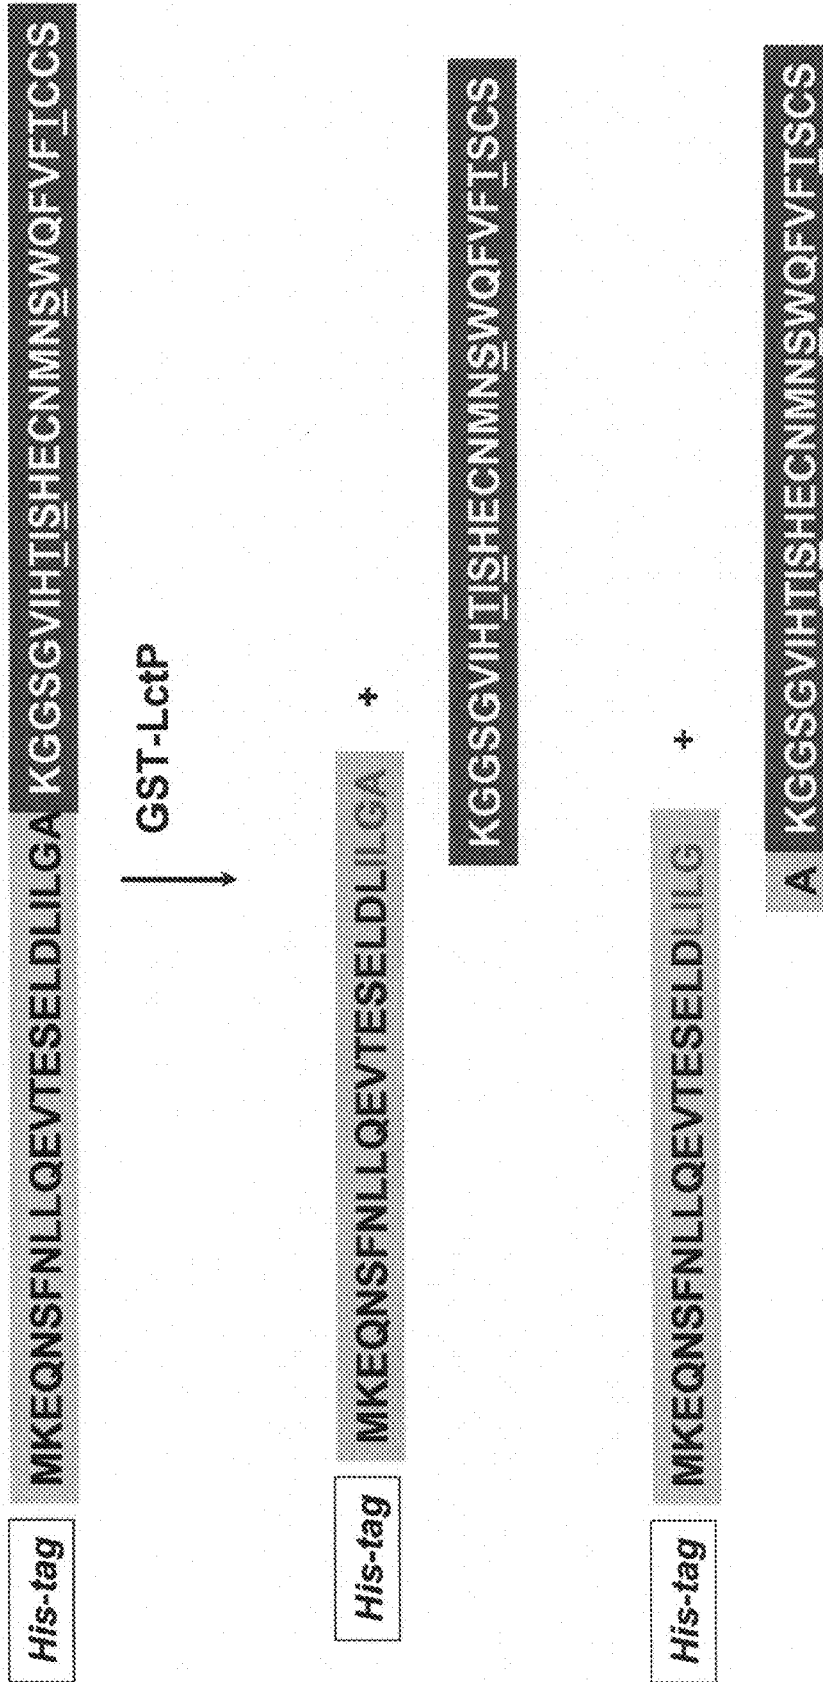 His-tag MKEQNSFNLLQEVTESELDLILGA KGGSGVIHTISHECNMNSWQFVFTCCS
GST-LctP
His-tag MKEQNSFNLLQEVTESELDLILGA +
KGGSGVIHTISHECNMNSWQFVFTSCS
His-tag MKEQNSFNLLQEVTESELDLILG +
A KGGSGVIHTISHECNMNSWQFVFTSCS